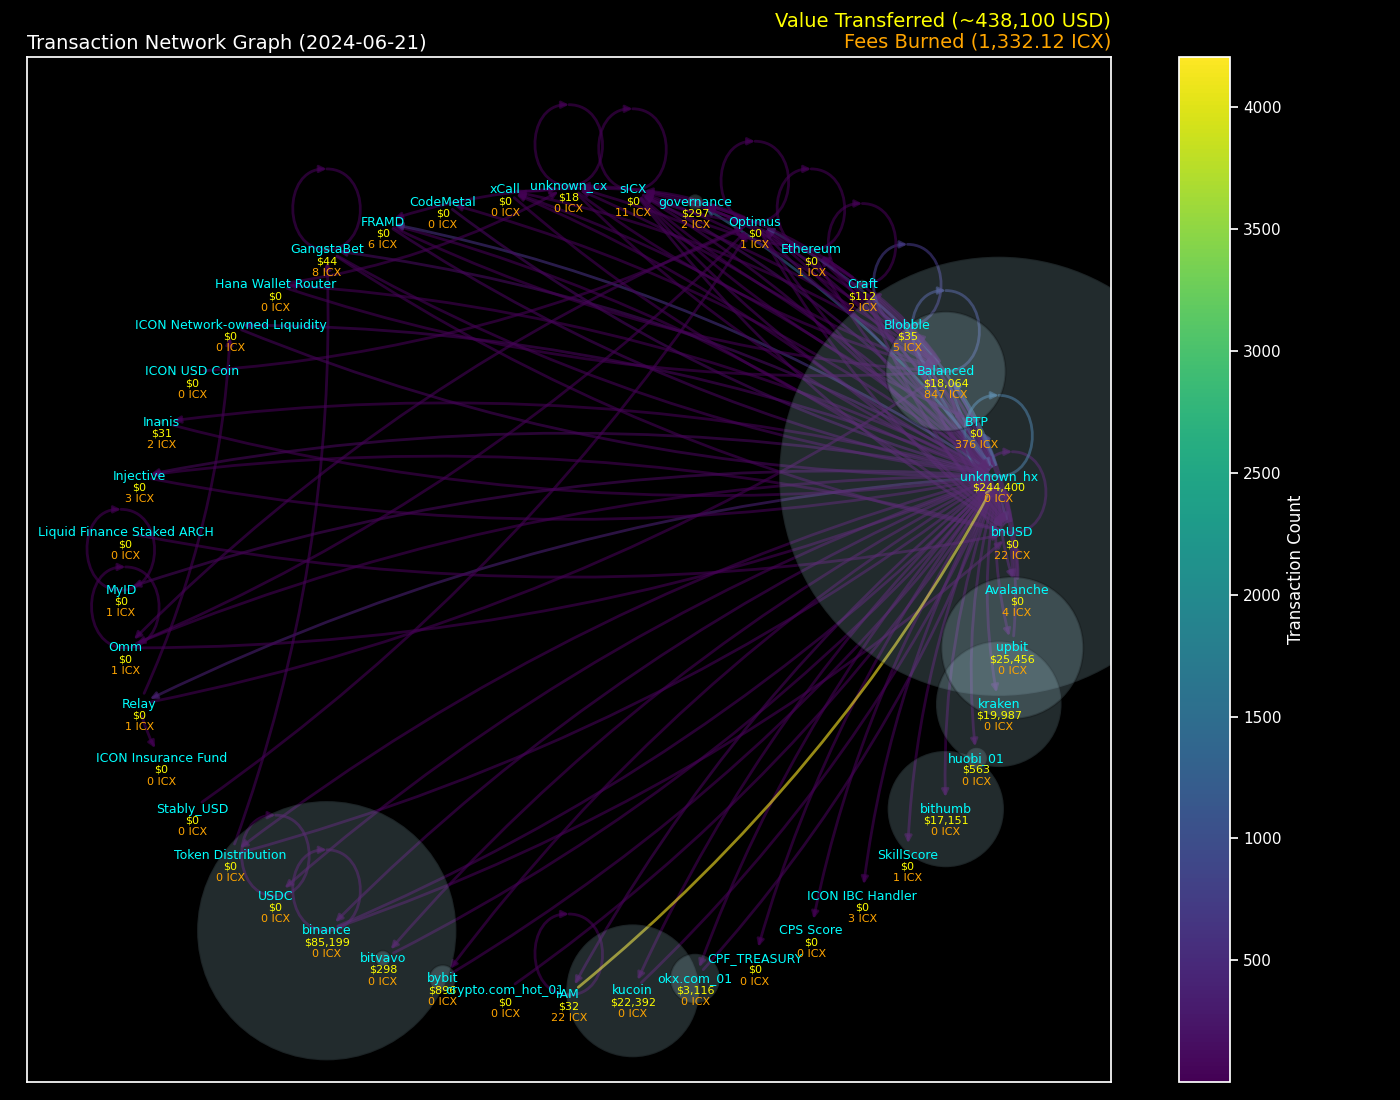 Value Transferred (~438,100 USD)
Transaction Network Graph (2024-06-21)
Fees Burned (1,332.12 ICX)
unknown_cx
$18
0 ICX
sICX
$0
11 ICX
xCall
$0
0 ICX
CodeMetal
$0
0 ICX
governance
$297
2 ICX
FRAMD
$0
6 ICX
Optimus
$0
1 ICX
GangstaBet
$44
8 ICX
Ethereum
$0
1 ICX
Hana Wallet Router
$0
0 ICX
Craft
$112
2 ICX
ICON Network-owned Liquidity
$0
0 ICX
Blobble
$35
5 ICX
ICON USD Coin
$0
0 ICX
Balanced
$18,064
847 ICX
Inanis
$31
2 ICX
BTP
$0
376 ICX
Injective
$0
3 ICX
unknown_hx
$244,400
0 ICX
Liquid Finance Staked ARCH
$0
0 ICX
bnUSD
$0
22 ICX
MyID
$0
1 ICX
Avalanche
$0
4 ICX
Omm
$0
1 ICX
upbit
$25,456
0 ICX
Relay
$0
1 ICX
kraken
$19,987
0 ICX
ICON Insurance Fund
$0
0 ICX
huobi_01
$563
0 ICX
Stably_USD
$0
0 ICX
bithumb
$17,151
0 ICX
Token Distribution
$0
0 ICX
SkillScore
$0
1 ICX
USDC
$0
0 ICX
ICON IBC Handler
$0
3 ICX
binance
$85,199
0 ICX
CPS Score
$0
0 ICX
bitvavo
$298
0 ICX
CPF_TREASURY
$0
0 ICX
bybit
$896
0 ICX
okx.com_01
$3,116
0 ICX
crypto.com_hot_01
$0
0 ICX
iAM
$32
22 ICX
kucoin
$22,392
0 ICX
4000
3500
3000
2500
2000
1500
1000
500
Transaction Count